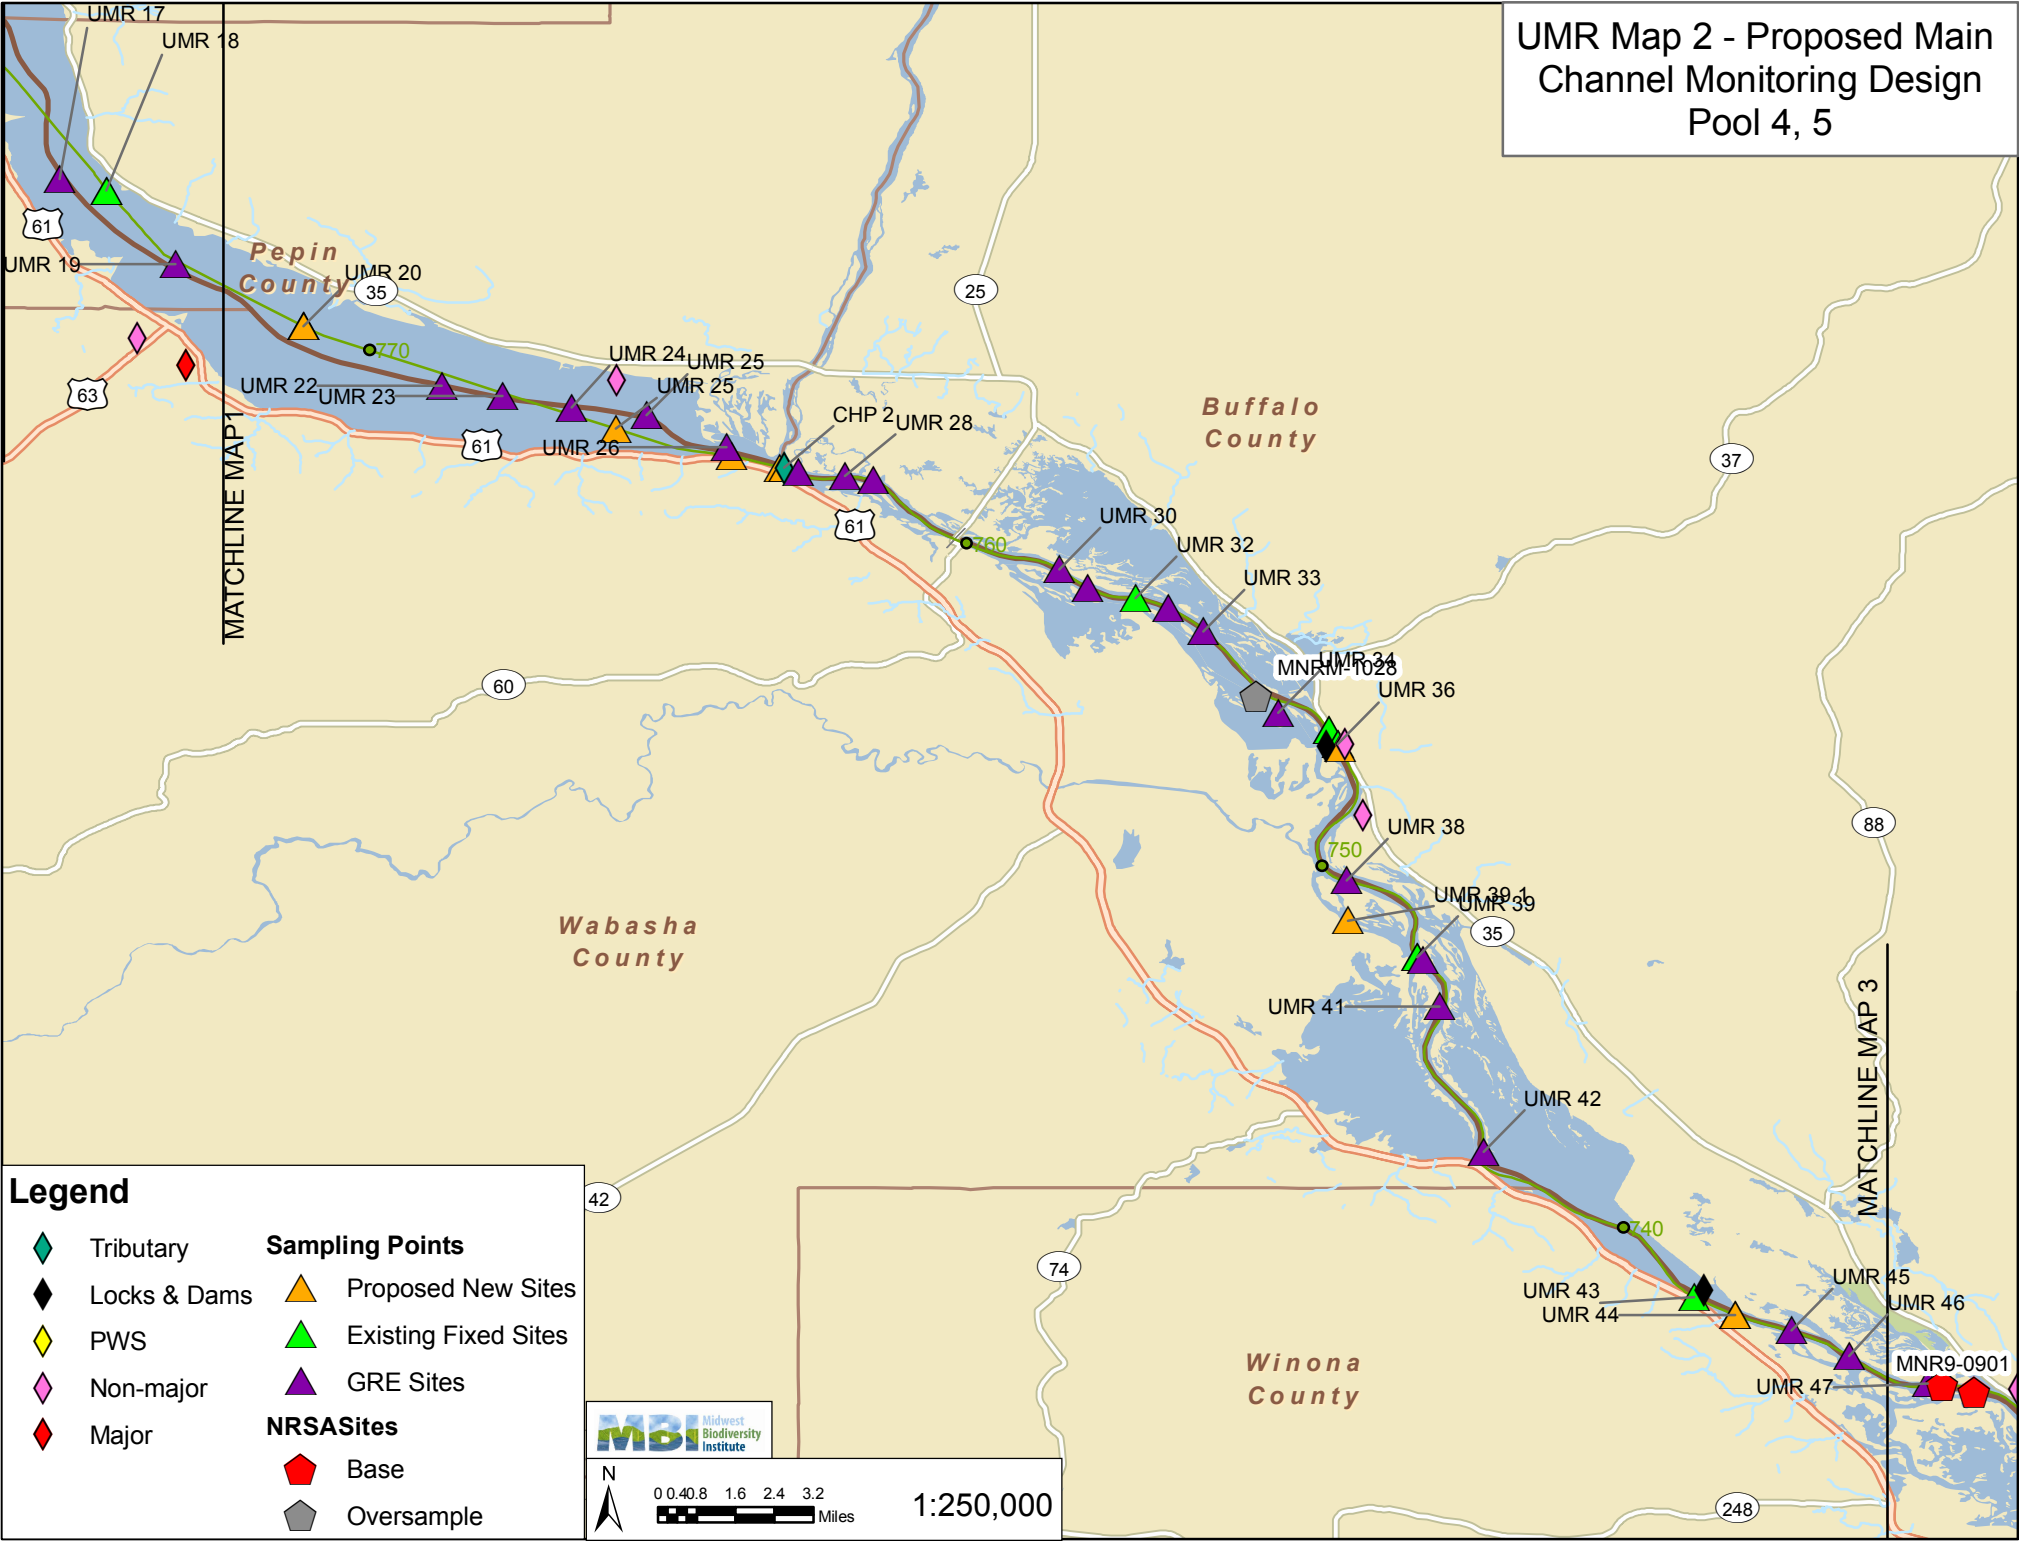 UMR Map 2 - Proposed Main
Channel Monitoring Design
Pool 4, 5
UMR 17
UMR 18
61
UMR 19
Pepin
County
UMR 20
35
25
770
63
UMR 22
UMR 23
UMR 24
UMR 25
UMR 25
61
UMR 26
CHP 2
UMR 28
MATCHLINE MAP1
Buffalo
County
37
61
760
UMR 30
UMR 32
UMR 33
60
UMR 34
MNRM-1028
UMR 36
UMR 38
750
88
UMR 39.1
UMR 39
35
Wabasha
County
UMR 41
MATCHLINE MAP 3
UMR 42
42
740
74
UMR 43
UMR 44
UMR 45
UMR 46
MNR9-0901
UMR 47
Winona
County
248
Legend
Tributary
Locks & Dams
PWS
Non-major
Major
Sampling Points
Proposed New Sites
Existing Fixed Sites
GRE Sites
NRSASites
Base
Oversample
MBI Midwest
Biodiversity
Institute
N
0 0.40.8 1.6 2.4 3.2
Miles
1:250,000